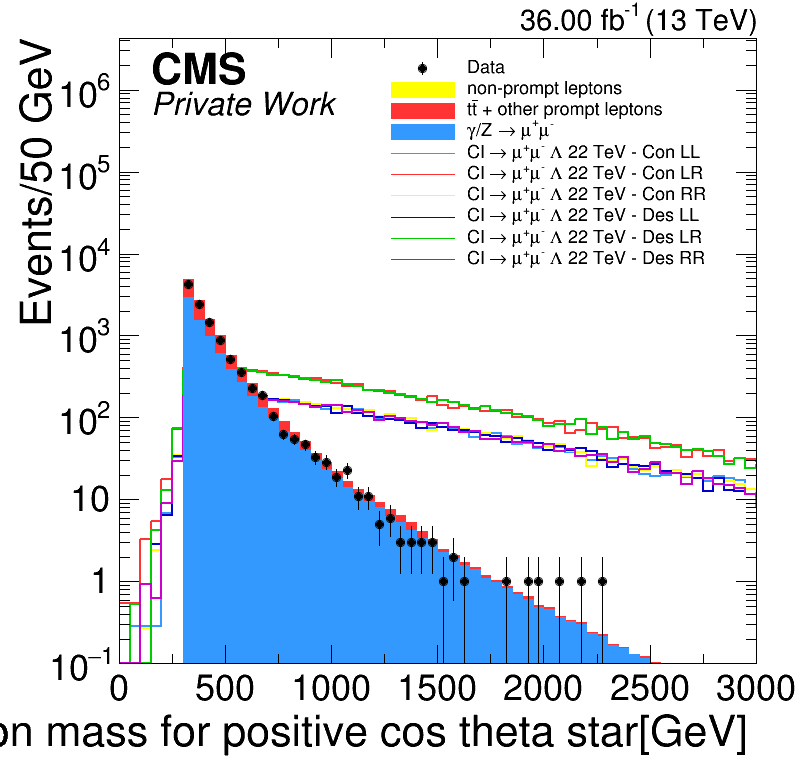 36.00 fb⁻¹ (13 TeV)
CMS
Private Work
Data
non-prompt leptons
tt̄ + other prompt leptons
γ/Z → μ⁺μ⁻
CI → μ⁺μ⁻ Λ 22 TeV - Con LL
CI → μ⁺μ⁻ Λ 22 TeV - Con LR
CI → μ⁺μ⁻ Λ 22 TeV - Con RR
CI → μ⁺μ⁻ Λ 22 TeV - Des LL
CI → μ⁺μ⁻ Λ 22 TeV - Des LR
CI → μ⁺μ⁻ Λ 22 TeV - Des RR
Events/50 GeV
10⁶
10⁵
10⁴
10³
10²
10
1
10⁻¹
0 500 1000 1500 2000 2500 3000
on mass for positive cos theta star[GeV]